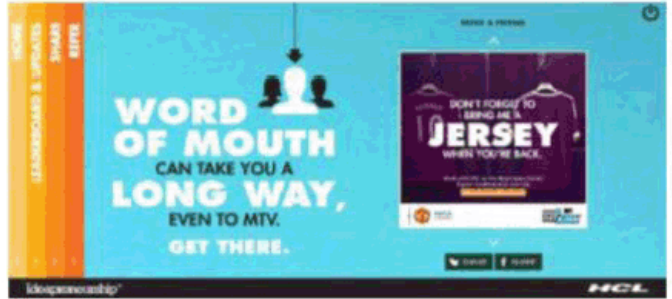 HOME
LEADERBOARD & UPDATES
SHARE
REFER
REFER A FRIEND
WORD
OF MOUTH
CAN TAKE YOU A
LONG WAY,
EVEN TO MTV.
GET THERE.
DON'T FORGET TO
BRING ME A
JERSEY
WHEN YOU'RE BACK.
Ideapreneurship
HCL